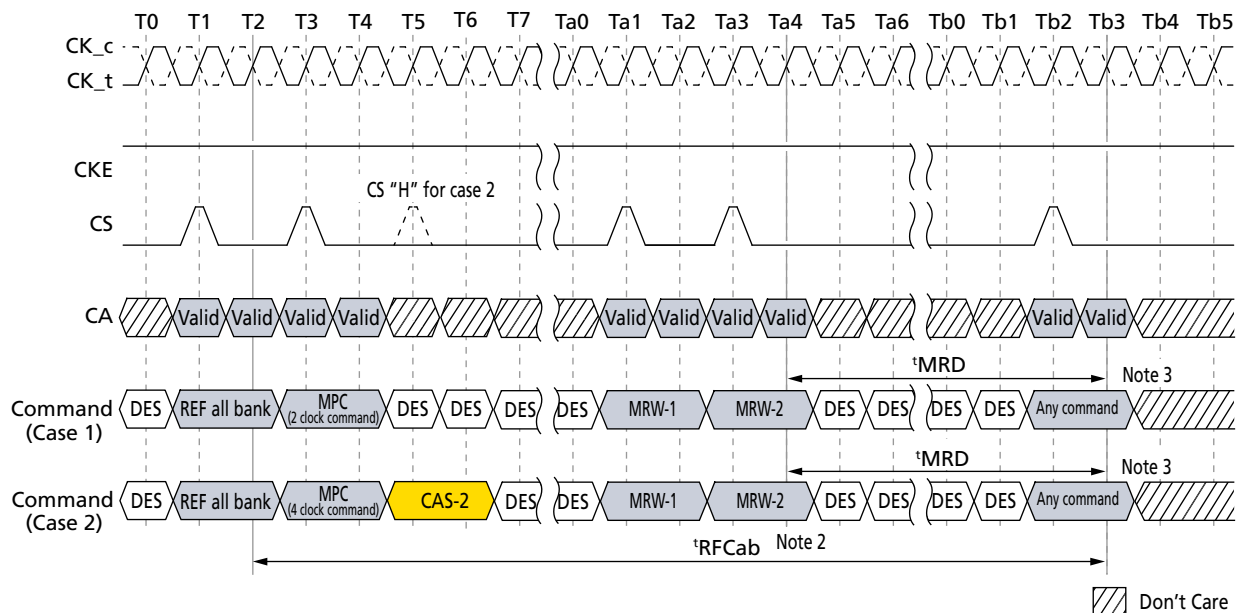 T0 T1 T2 T3 T4 T5 T6 T7 Ta0 Ta1 Ta2 Ta3 Ta4 Ta5 Ta6 Tb0 Tb1 Tb2 Tb3 Tb4 Tb5
CK_c
CK_t
CKE
CS "H" for case 2
CS
CA Valid Valid Valid Valid Valid Valid Valid Valid Valid Valid
tMRD Note 3
Command (Case 1) DES REF all bank MPC (2 clock command) DES DES DES DES MRW-1 MRW-2 DES DES DES DES Any command
tMRD Note 3
Command (Case 2) DES REF all bank MPC (4 clock command) CAS-2 DES DES MRW-1 MRW-2 DES DES DES DES Any command
tRFCab Note 2
Don't Care